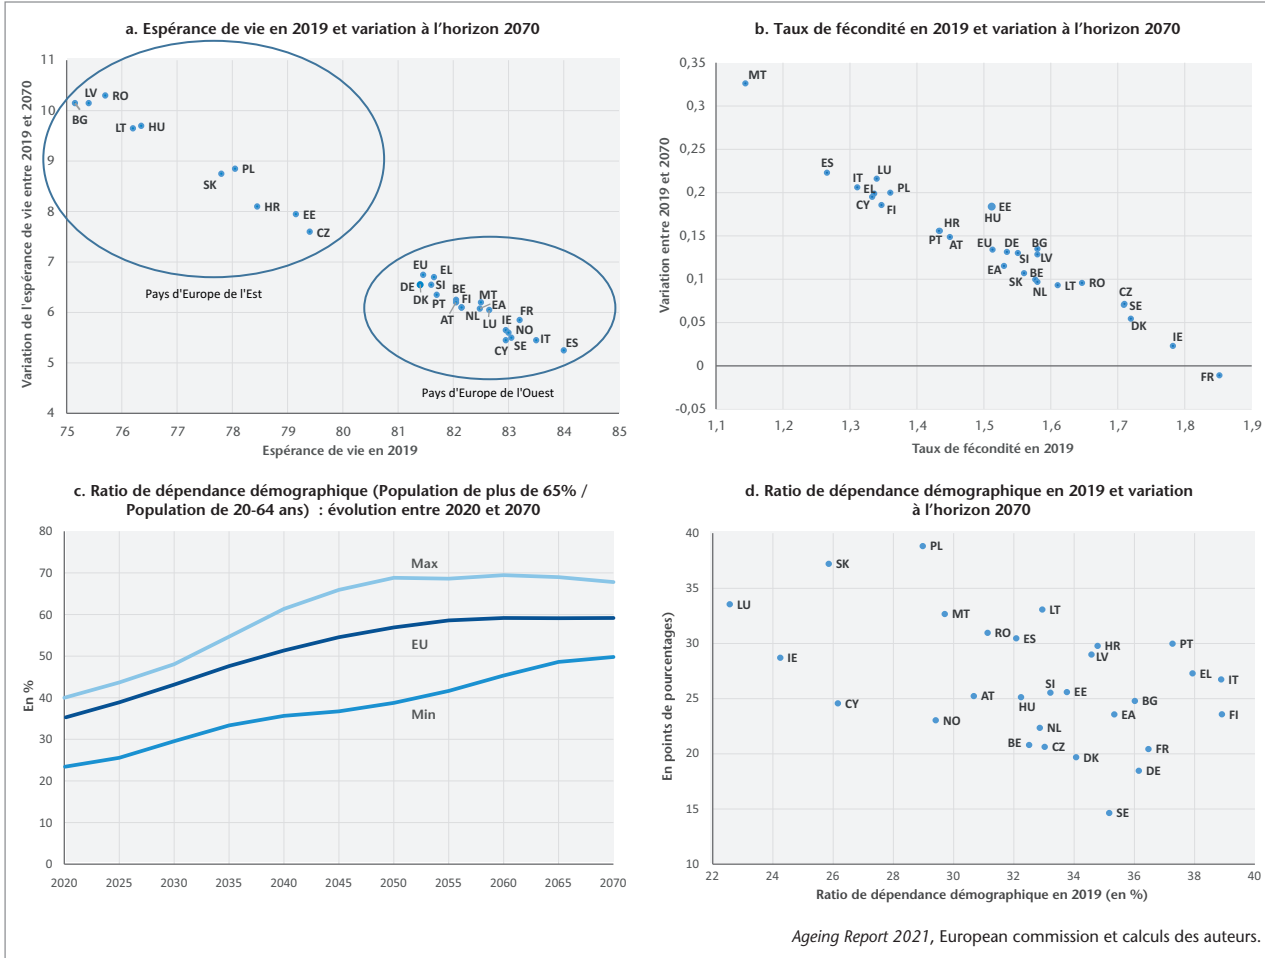 a. Espérance de vie en 2019 et variation à l'horizon 2070
Variation de l'espérance de vie entre 2019 et 2070
11
10
9
8
7
6
5
4
LV
RO
BG
LT
HU
PL
SK
HR
EE
CZ
Pays d'Europe de l'Est
EU
EL
DE
SI
BE
DK
PT
FI
MT
EA
AT
NL
LU
IE
FR
NO
CY
SE
IT
ES
Pays d'Europe de l'Ouest
75
76
77
78
79
80
81
82
83
84
85
Espérance de vie en 2019
b. Taux de fécondité en 2019 et variation à l'horizon 2070
Variation entre 2019 et 2070
0,35
0,3
0,25
0,2
0,15
0,1
0,05
0
-0,05
MT
ES
IT
LU
EL
PL
CY
FI
EE
HU
HR
PT
AT
EU
DE
BG
SI
LV
EA
BE
SK
NL
LT
RO
CZ
SE
DK
IE
FR
1,1
1,2
1,3
1,4
1,5
1,6
1,7
1,8
1,9
Taux de fécondité en 2019
c. Ratio de dépendance démographique (Population de plus de 65% /
Population de 20-64 ans) : évolution entre 2020 et 2070
En %
80
70
60
50
40
30
20
10
0
Max
EU
Min
2020
2025
2030
2035
2040
2045
2050
2055
2060
2065
2070
d. Ratio de dépendance démographique en 2019 et variation
à l'horizon 2070
En points de pourcentages)
40
35
30
25
20
15
10
PL
SK
LU
MT
LT
RO
ES
HR
LV
PT
IE
EL
IT
SI
EE
AT
HU
CY
BG
NO
EA
FI
NL
BE
CZ
DK
FR
DE
SE
22
24
26
28
30
32
34
36
38
40
Ratio de dépendance démographique en 2019 (en %)
Ageing Report 2021, European commission et calculs des auteurs.